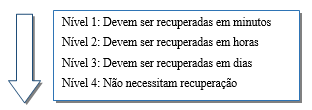 Nível 1: Devem ser recuperadas em minutos
Nível 2: Devem ser recuperadas em horas
Nível 3: Devem ser recuperadas em dias
Nível 4: Não necessitam recuperação